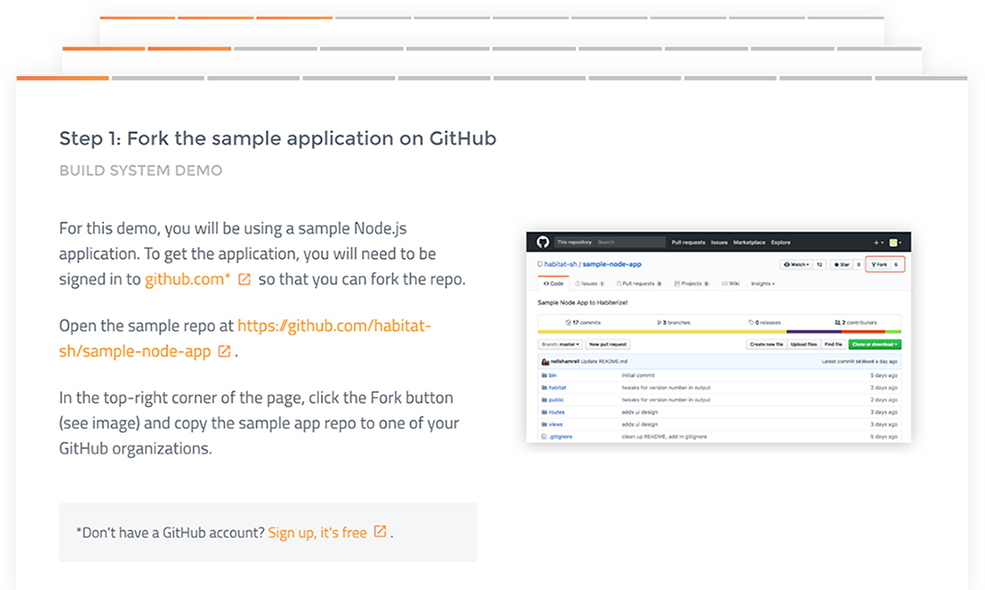 Step 1: Fork the sample application on GitHub
BUILD SYSTEM DEMO
For this demo, you will be using a sample Node.js
application. To get the application, you will need to be
signed in to github.com* so that you can fork the repo.
Open the sample repo at https://github.com/habitat-
sh/sample-node-app .
In the top-right corner of the page, click the Fork button
(see image) and copy the sample app repo to one of your
GitHub organizations.
*Don't have a GitHub account? Sign up, it's free .
This repository Search Pull requests Issues Marketplace Explore
habitat-sh / sample-node-app Watch 12 Star 0 Fork 6
Code Issues 5 Pull requests 0 Projects 0 Wiki Insights
Sample Node App to Habiterize!
17 commits 3 branches 0 releases 2 contributors
Branch: master New pull request Create new file Upload files Find file Clone or download
nellshamrell Update README.md Latest commit a day ago
bin initial commit 5 days ago
habitat tweaks for version number in output 2 days ago
public tweaks for version number in output 2 days ago
routes adds ui design 3 days ago
views adds ui design 3 days ago
.gitignore clean up README, add in gitignore 5 days ago